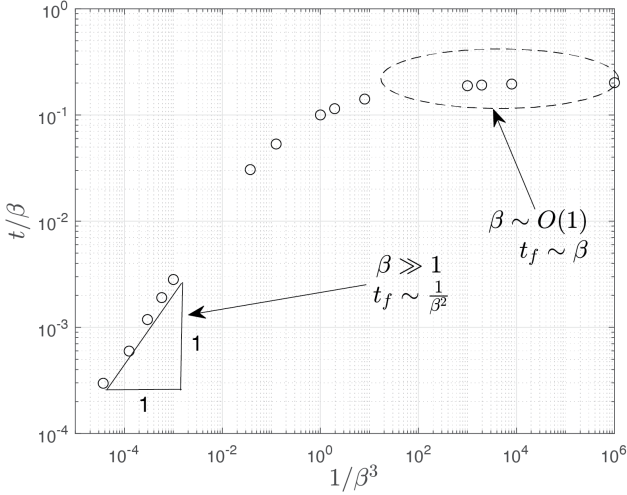 10^0
10^{-1}
10^{-2}
10^{-3}
10^{-4}
t/β
β ∼ O(1)
t_f ∼ β
β ≫ 1
t_f ∼ \frac{1}{β^2}
1
1
10^{-4}
10^{-2}
10^0
10^2
10^4
10^6
1/β^3